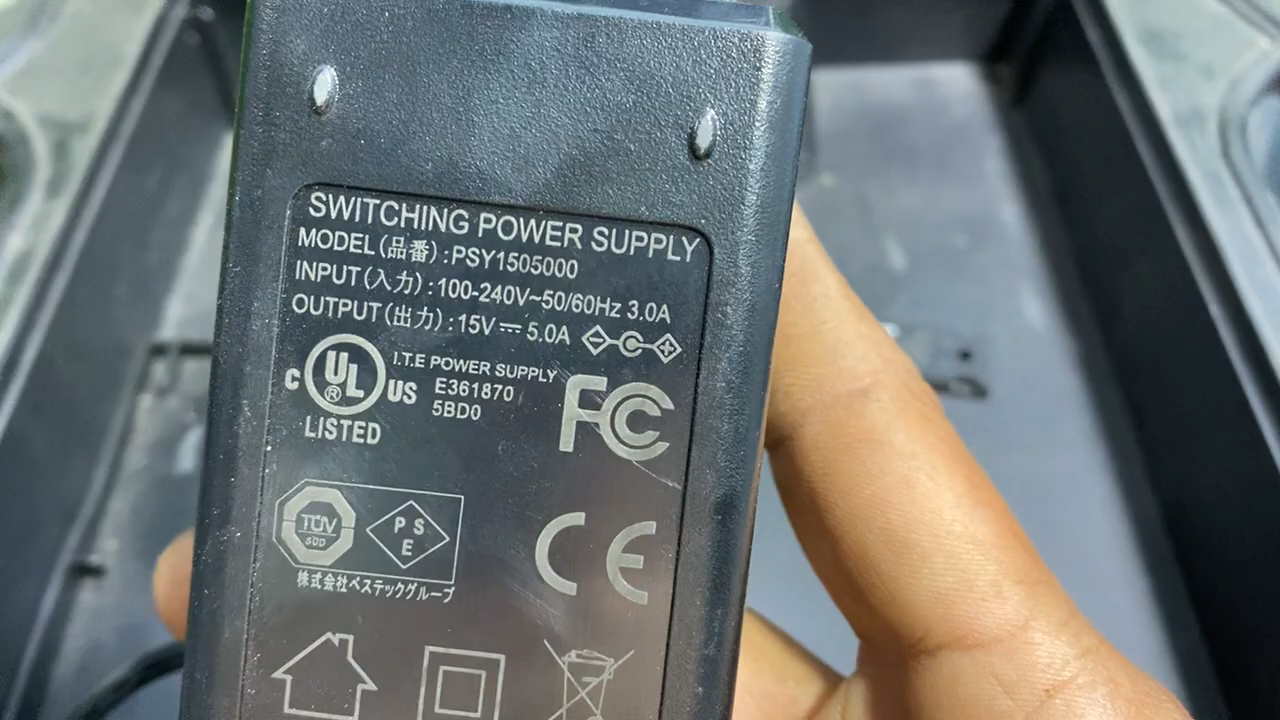 SWITCHING POWER SUPPLY
MODEL(品番):PSY1505000
INPUT(入力):100-240V~50/60Hz 3.0A
OUTPUT(出力):15V⎓5.0A
C UL® US
LISTED
I.T.E POWER SUPPLY
E361870
5BD0
FC
TÜV
SÜD
PS
E
CE
株式会社ベステックグループ